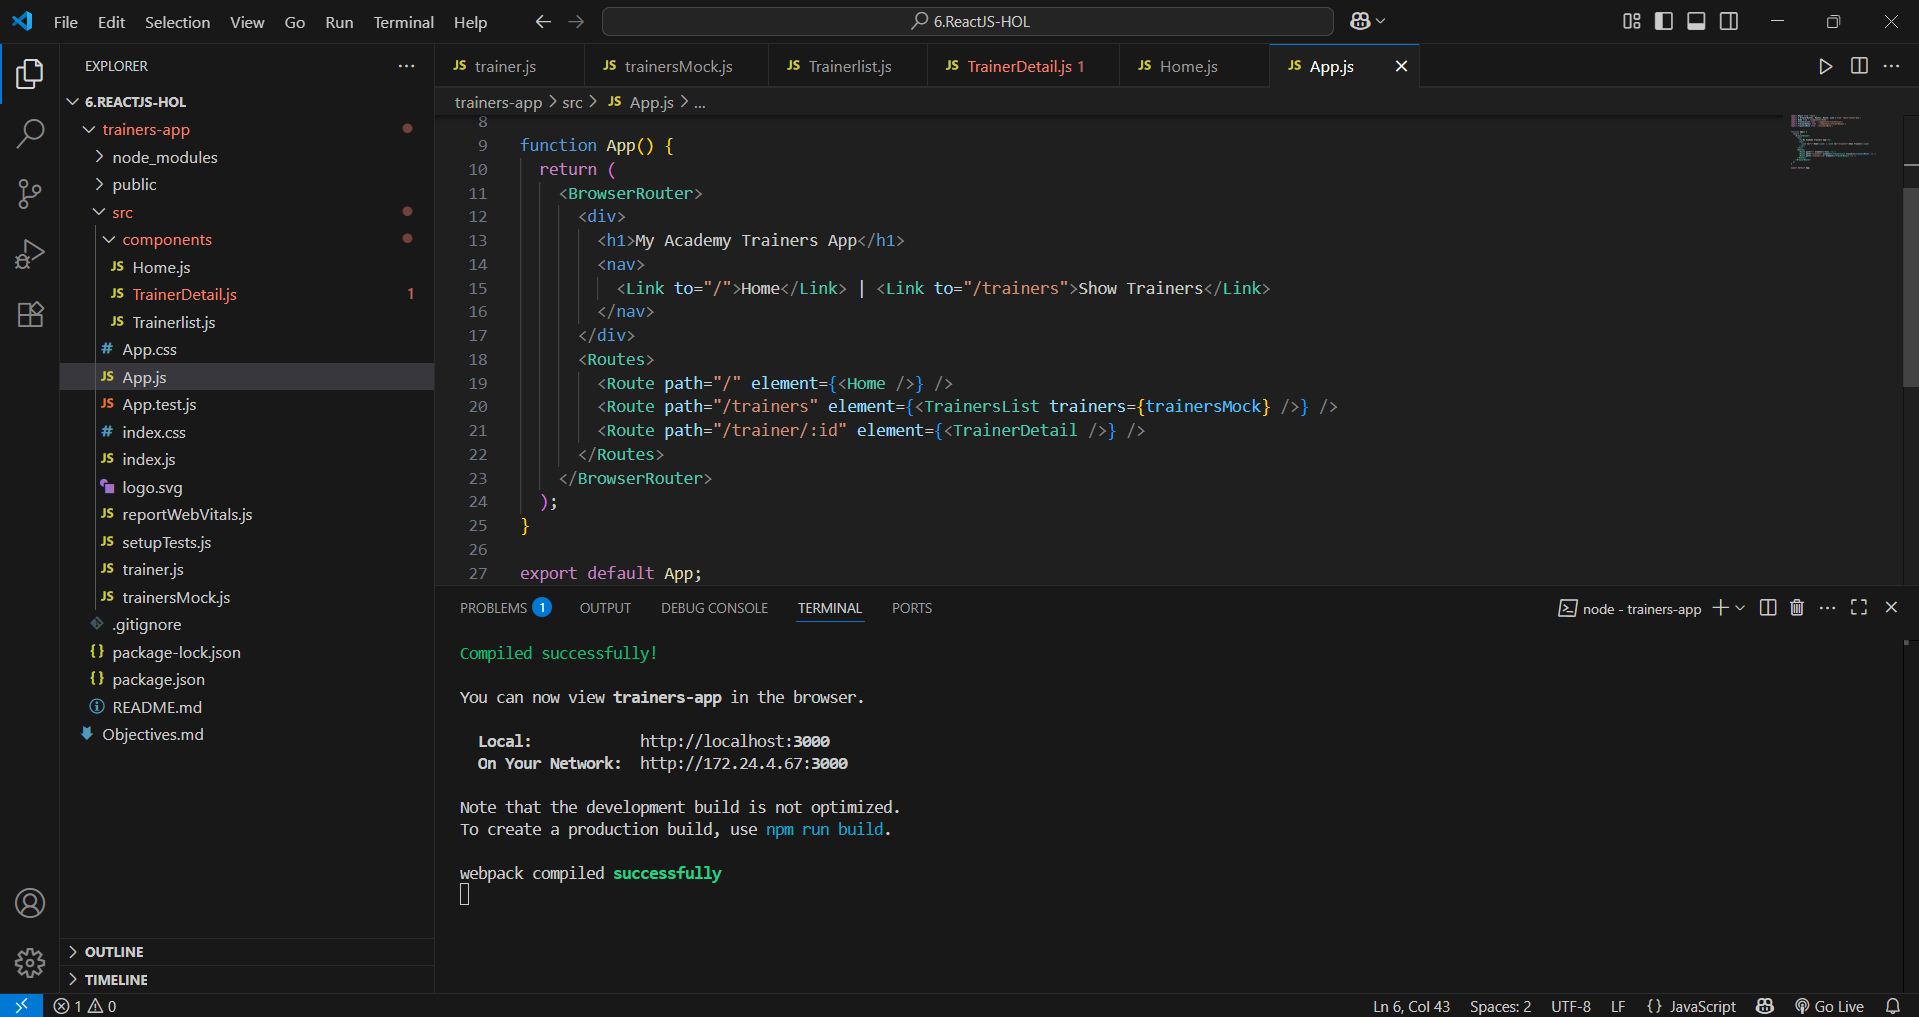 File Edit Selection View Go Run Terminal Help
6.ReactJS-HOL
EXPLORER
6.REACTJS-HOL
trainers-app
node_modules
public
src
components
JS Home.js
JS TrainerDetail.js 1
JS Trainerlist.js
# App.css
JS App.js
JS App.test.js
# index.css
JS index.js
logo.svg
JS reportWebVitals.js
JS setupTests.js
JS trainer.js
JS trainersMock.js
.gitignore
{} package-lock.json
{} package.json
README.md
Objectives.md
OUTLINE
TIMELINE
JS trainer.js JS trainersMock.js JS Trainerlist.js JS TrainerDetail.js 1 JS Home.js JS App.js
trainers-app > src > JS App.js > ...
8
9 function App() {
10 return (
11 <BrowserRouter>
12 <div>
13 <h1>My Academy Trainers App</h1>
14 <nav>
15 <Link to="/">Home</Link> | <Link to="/trainers">Show Trainers</Link>
16 </nav>
17 </div>
18 <Routes>
19 <Route path="/" element={<Home />} />
20 <Route path="/trainers" element={<TrainersList trainers={trainersMock} />} />
21 <Route path="/trainer/:id" element={<TrainerDetail />} />
22 </Routes>
23 </BrowserRouter>
24 );
25 }
26
27 export default App;
PROBLEMS 1 OUTPUT DEBUG CONSOLE TERMINAL PORTS
node - trainers-app
Compiled successfully!
You can now view trainers-app in the browser.
Local: http://localhost:3000
On Your Network: http://172.24.4.67:3000
Note that the development build is not optimized.
To create a production build, use npm run build.
webpack compiled successfully
1 0 Ln 6, Col 43 Spaces: 2 UTF-8 LF {} JavaScript Go Live